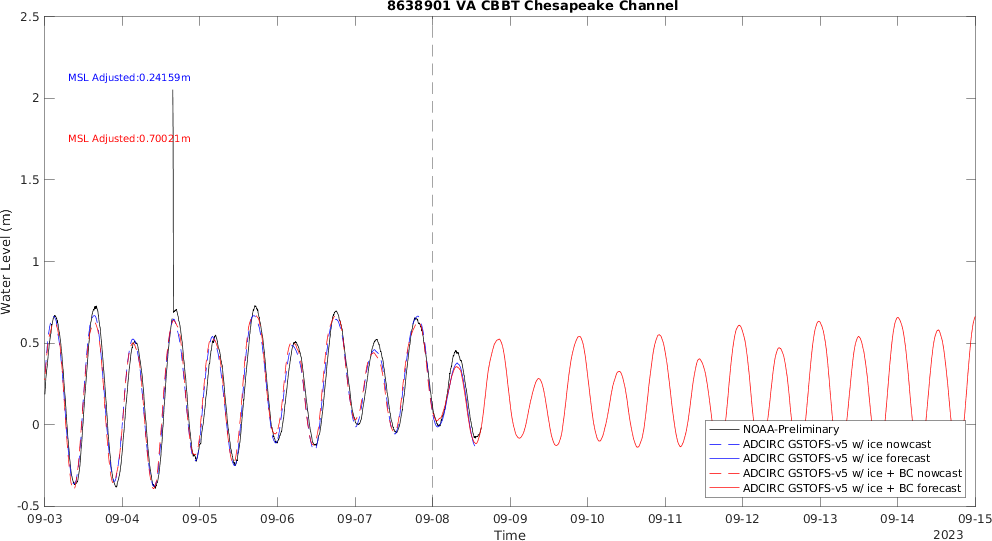 8638901 VA CBBT Chesapeake Channel
2.5
2
1.5
1
0.5
0
-0.5
Water Level (m)
MSL Adjusted:0.24159m
MSL Adjusted:0.70021m
NOAA-Preliminary
ADCIRC GSTOFS-v5 w/ ice nowcast
ADCIRC GSTOFS-v5 w/ ice forecast
ADCIRC GSTOFS-v5 w/ ice + BC nowcast
ADCIRC GSTOFS-v5 w/ ice + BC forecast
09-03 09-04 09-05 09-06 09-07 09-08 09-09 09-10 09-11 09-12 09-13 09-14 09-15
Time
2023